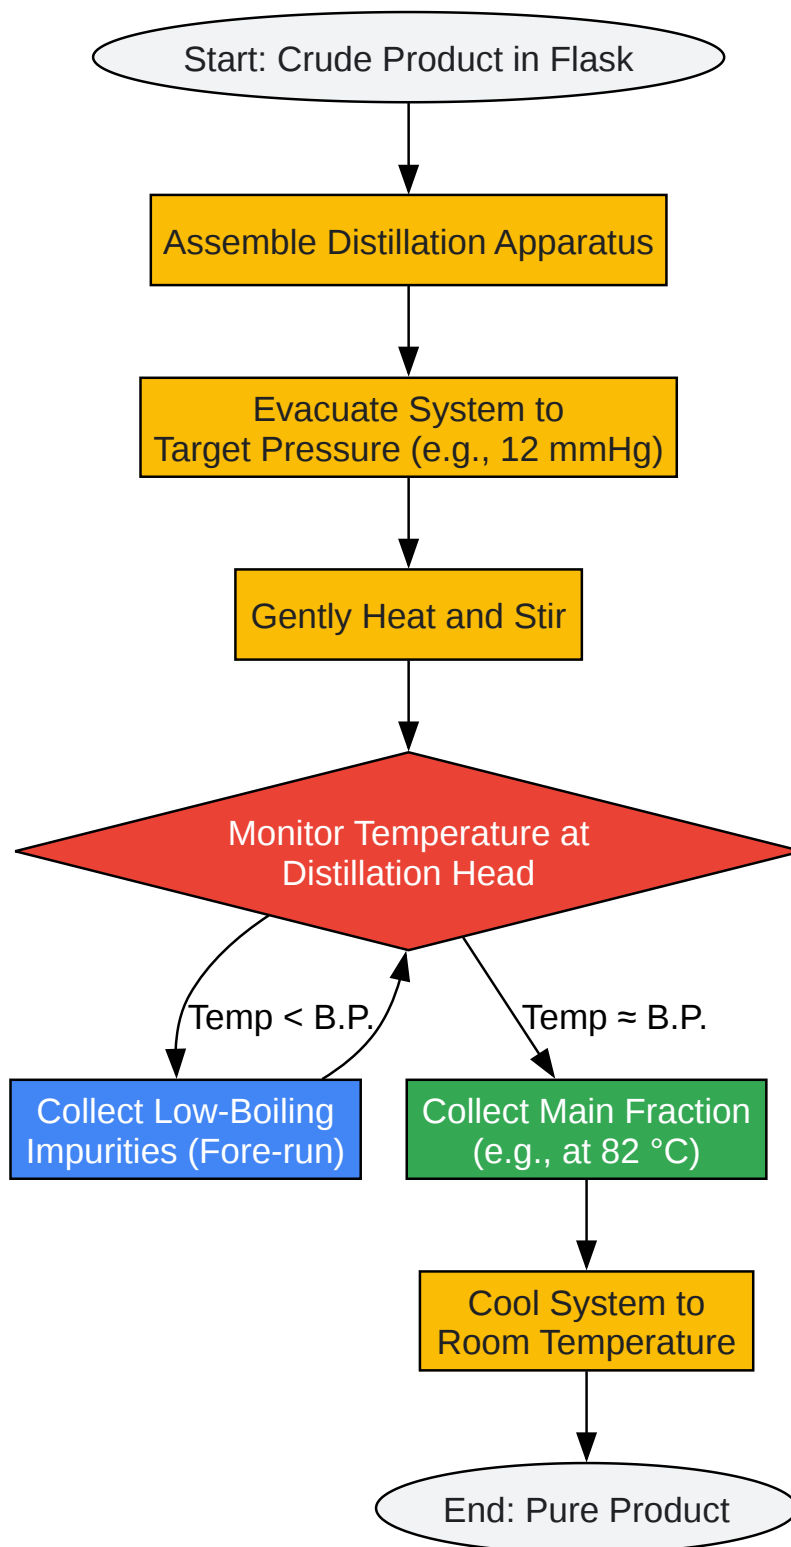 Start: Crude Product in Flask
Assemble Distillation Apparatus
Evacuate System to
Target Pressure (e.g., 12 mmHg)
Gently Heat and Stir
Monitor Temperature at
Distillation Head
Temp < B.P.
Temp ≈ B.P.
Collect Low-Boiling
Impurities (Fore-run)
Collect Main Fraction
(e.g., at 82 °C)
Cool System to
Room Temperature
End: Pure Product